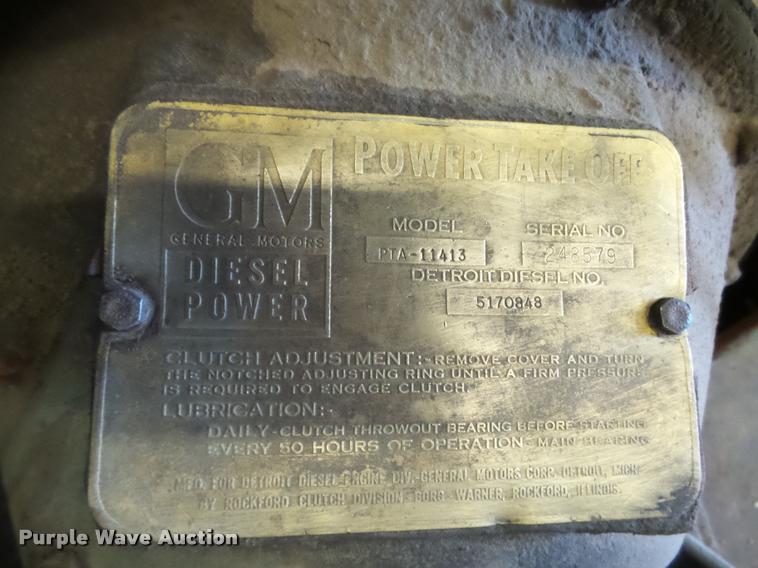 GM
GENERAL MOTORS
DIESEL
POWER
POWER TAKE OFF
MODEL SERIAL NO.
PTA-11413 248579
DETROIT DIESEL NO.
5170848
CLUTCH ADJUSTMENT:-REMOVE COVER AND TURN
THE NOTCHED ADJUSTING RING UNTIL A FIRM PRESSURE
IS REQUIRED TO ENGAGE CLUTCH.
LUBRICATION:-
DAILY-CLUTCH THROWOUT BEARING BEFORE STARTING
EVERY 50 HOURS OF OPERATION-MAIN BEARING
MFD. FOR DETROIT DIESEL ENGINE DIV.-GENERAL MOTORS CORP. DETROIT, MICH.
BY ROCKFORD CLUTCH DIVISION-BORG-WARNER, ROCKFORD, ILLINOIS.
Purple Wave Auction